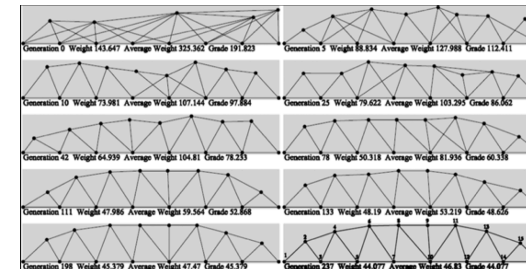 Generation 0 Weight 143.647 Average Weight 325.362 Grade 191.823
Generation 5 Weight 88.834 Average Weight 127.988 Grade 112.411
Generation 10 Weight 73.981 Average Weight 107.144 Grade 97.884
Generation 25 Weight 79.622 Average Weight 103.295 Grade 86.062
Generation 42 Weight 64.939 Average Weight 104.81 Grade 78.233
Generation 78 Weight 50.318 Average Weight 81.936 Grade 60.338
Generation 111 Weight 47.986 Average Weight 59.564 Grade 52.868
Generation 133 Weight 48.19 Average Weight 53.219 Grade 48.626
Generation 198 Weight 45.379 Average Weight 47.47 Grade 45.379
Generation 237 Weight 44.077 Average Weight 46.83 Grade 44.077